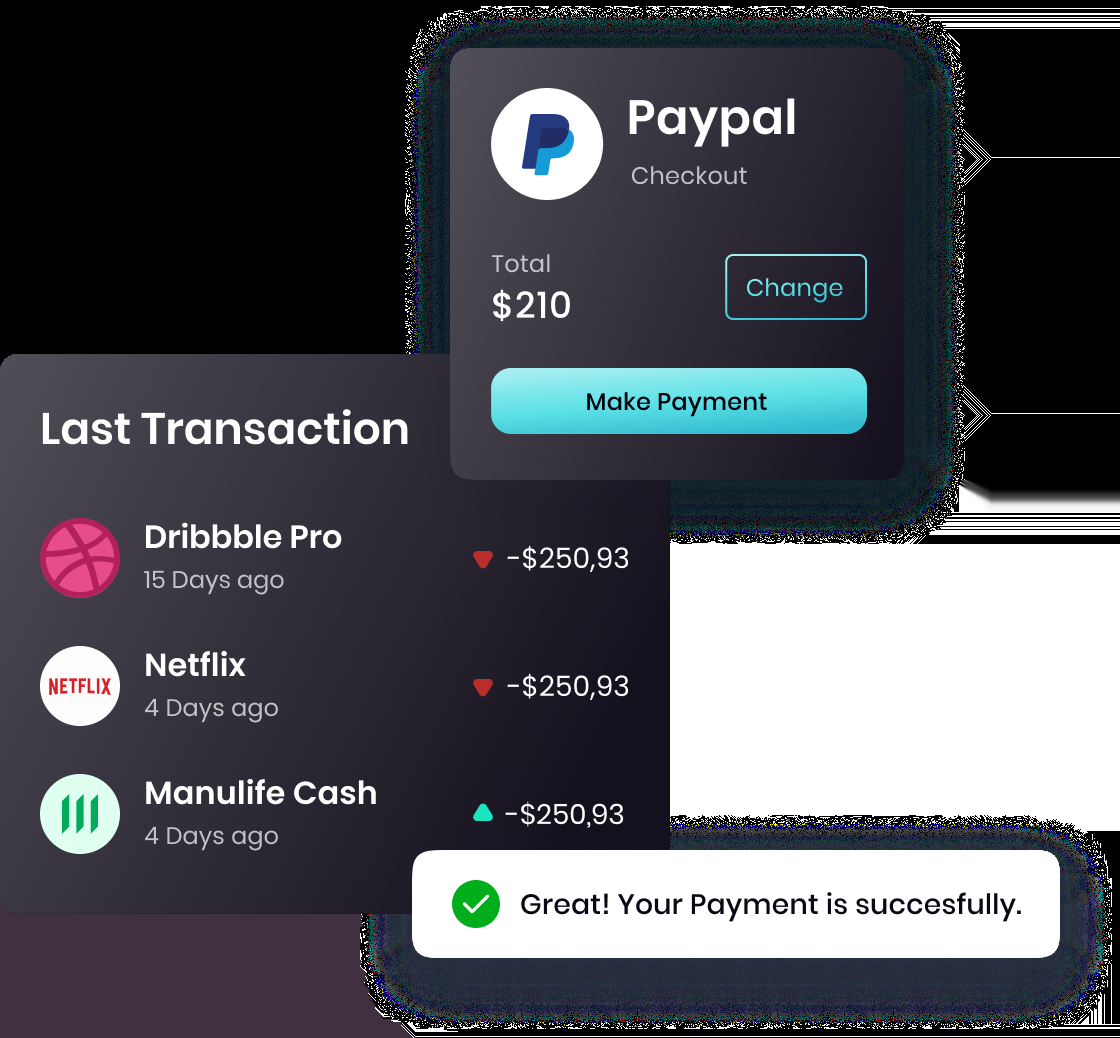 Paypal
Checkout
Total
$210
Change
Make Payment
Last Transaction
Dribbble Pro
15 Days ago
-$250,93
NETFLIX
Netflix
4 Days ago
-$250,93
Manulife Cash
4 Days ago
-$250,93
Great! Your Payment is succesfully.